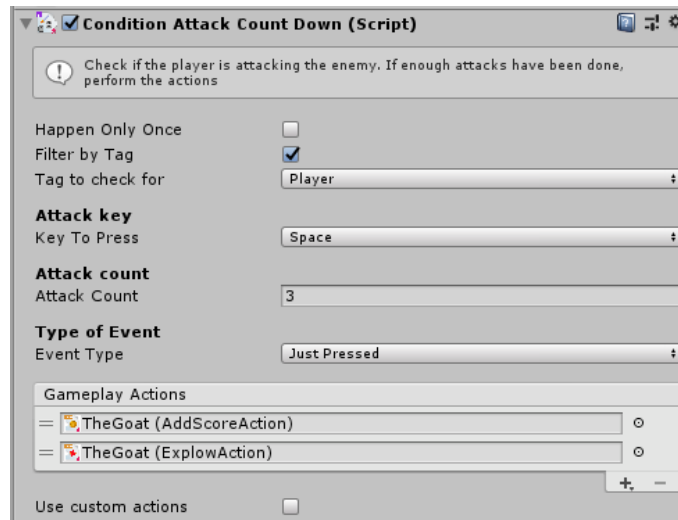 Condition Attack Count Down (Script)
Check if the player is attacking the enemy. If enough attacks have been done,
perform the actions
Happen Only Once
Filter by Tag
Tag to check for Player
Attack key
Key To Press Space
Attack count
Attack Count 3
Type of Event
Event Type Just Pressed
Gameplay Actions
TheGoat (AddScoreAction)
TheGoat (ExplowAction)
Use custom actions